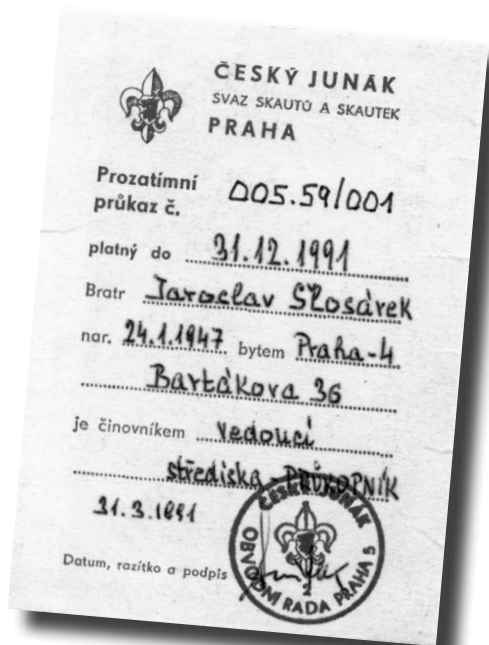 ČESKÝ JUNÁK
SVAZ SKAUTŮ A SKAUTEK
PRAHA
Prozatímní
průkaz č. 005.59/001
platný do 31.12.1991
Bratr Jaroslav Slosárek
nar. 24.1.1947 bytem Praha-4
Bartákova 36
je činovníkem vedoucí
střediska - PRŮKOPNÍK
31.3.1991
Datum, razítko a podpis
ČESKÝ JUNÁK
OBVODNÍ RADA PRAHA 5
2